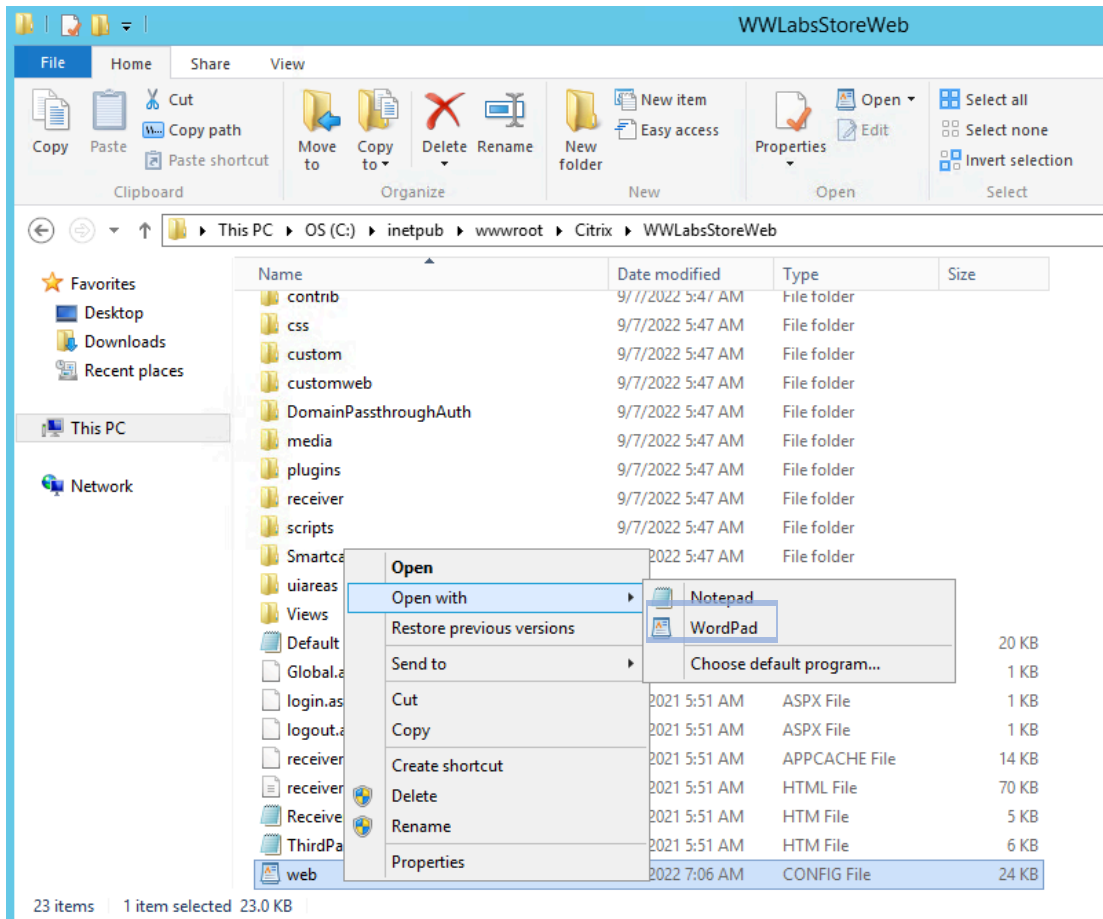 WWLabsStoreWeb
File Home Share View
Copy
Paste
Cut
Copy path
Paste shortcut
Clipboard
Move to
Copy to
Delete
Rename
Organize
New folder
New item
Easy access
New
Properties
Open
Edit
Open
Select all
Select none
Invert selection
Select
This PC OS (C:) inetpub wwwroot Citrix WWLabsStoreWeb
Favorites
Desktop
Downloads
Recent places
This PC
Network
Name Date modified Type Size
contrib 9/7/2022 5:47 AM File folder
css 9/7/2022 5:47 AM File folder
custom 9/7/2022 5:47 AM File folder
customweb 9/7/2022 5:47 AM File folder
DomainPassthroughAuth 9/7/2022 5:47 AM File folder
media 9/7/2022 5:47 AM File folder
plugins 9/7/2022 5:47 AM File folder
receiver 9/7/2022 5:47 AM File folder
scripts 9/7/2022 5:47 AM File folder
Smartca 2022 5:47 AM File folder
uiareas
Views
Default 20 KB
Global.a 1 KB
login.as 2021 5:51 AM ASPX File 1 KB
logout.a 2021 5:51 AM ASPX File 1 KB
receiver 2021 5:51 AM APPCACHE File 14 KB
receiver 2021 5:51 AM HTML File 70 KB
Receive 2021 5:51 AM HTM File 5 KB
ThirdPa 2021 5:51 AM HTM File 6 KB
web 2022 7:06 AM CONFIG File 24 KB
Open
Open with
Restore previous versions
Send to
Cut
Copy
Create shortcut
Delete
Rename
Properties
Notepad
WordPad
Choose default program...
23 items 1 item selected 23.0 KB